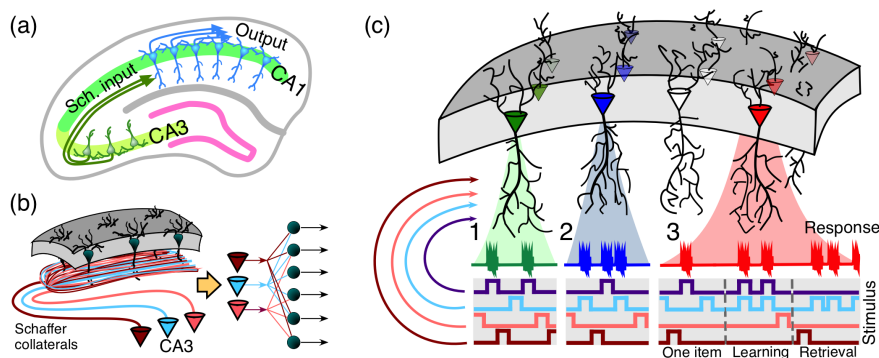 (a)
Sch. input
Output
CA1
CA3
(b)
Schaffer
collaterals
CA3
(c)
1
2
3
Response
Stimulus
One item
Learning
Retrieval